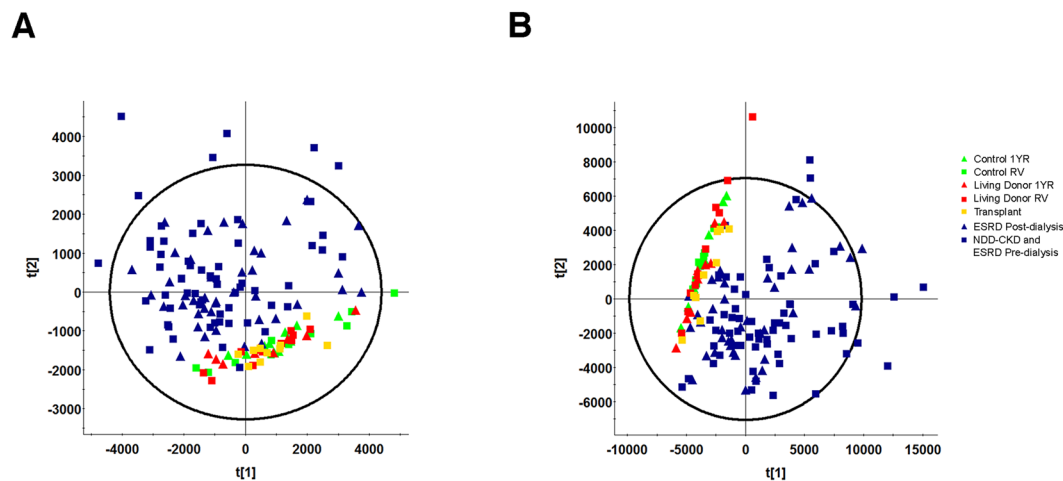 A
B
t[2]
4000
3000
2000
1000
0
-1000
-2000
-3000
-4000
-2000
0
2000
4000
t[1]
t[2]
10000
8000
6000
4000
2000
0
-2000
-4000
-6000
-10000
-5000
0
5000
10000
15000
t[1]
Control 1YR
Control RV
Living Donor 1YR
Living Donor RV
Transplant
ESRD Post-dialysis
NDD-CKD and
ESRD Pre-dialysis